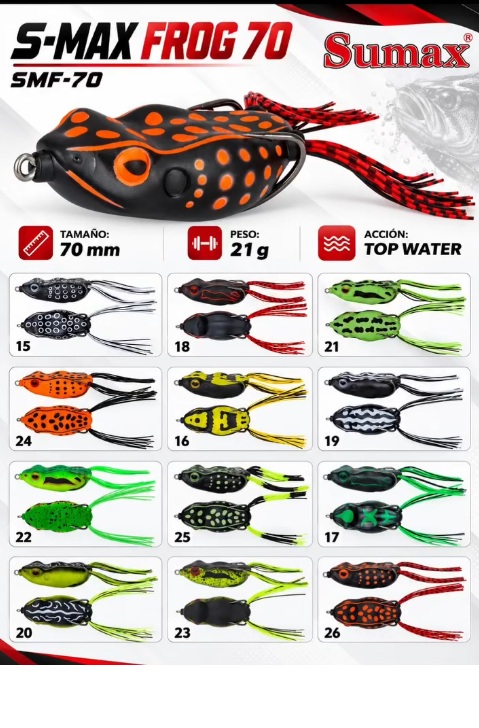 S-MAX FROG 70
SMF-70
Sumax®
TAMAÑO:
70 mm
PESO:
21 g
ACCIÓN:
TOP WATER
15
18
21
24
16
19
22
25
17
20
23
26